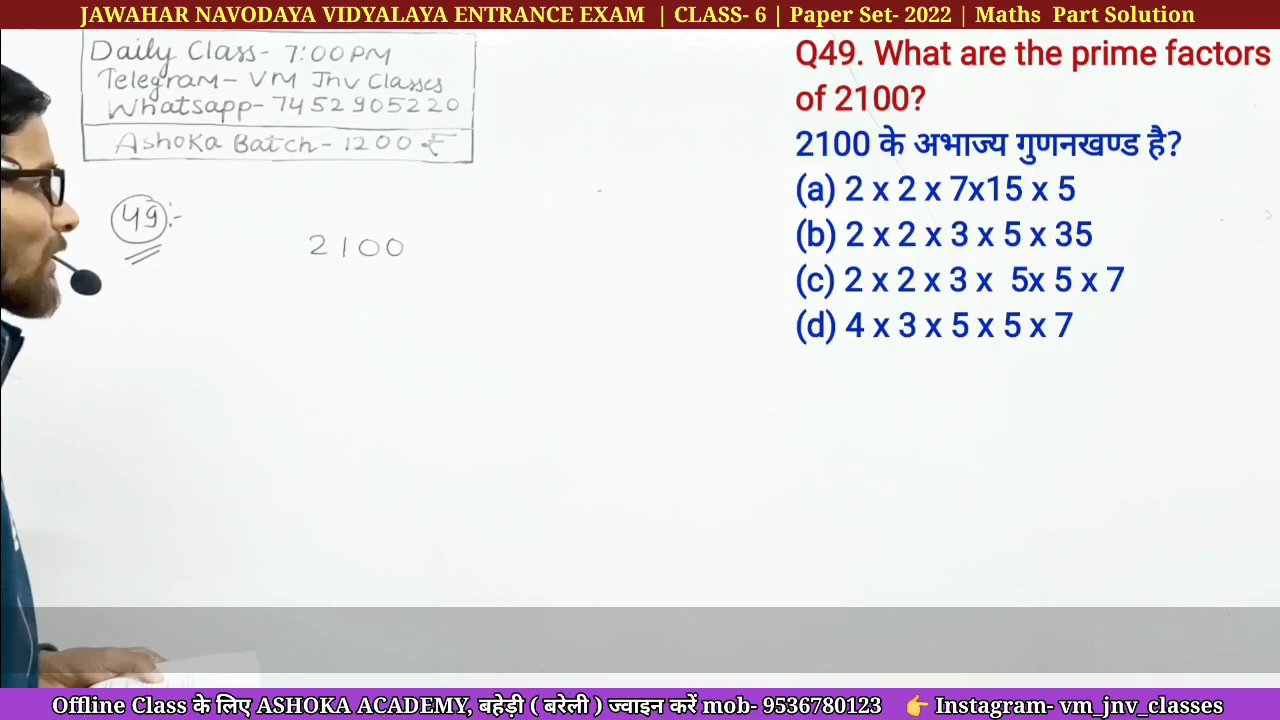 JAWAHAR NAVODAYA VIDYALAYA ENTRANCE EXAM | CLASS- 6 | Paper Set- 2022 | Maths Part Solution
Daily Class- 7:00PM
Telegram- VM Jnv Classes
Whatsapp- 7452905220
Ashoka Batch- 1200 ₹
49:-
2100
Q49. What are the prime factors
of 2100?
2100 के अभाज्य गुणनखण्ड है?
(a) 2 x 2 x 7x15 x 5
(b) 2 x 2 x 3 x 5 x 35
(c) 2 x 2 x 3 x 5x 5 x 7
(d) 4 x 3 x 5 x 5 x 7
Offline Class के लिए ASHOKA ACADEMY, बहेड़ी ( बरेली ) ज्वाइन करें mob- 9536780123 👉 Instagram- vm_jnv_classes